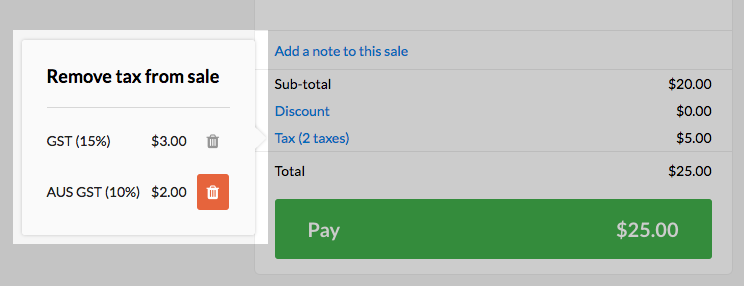 Remove tax from sale
GST (15%) $3.00
AUS GST (10%) $2.00
Add a note to this sale
Sub-total $20.00
Discount $0.00
Tax (2 taxes) $5.00
Total $25.00
Pay $25.00